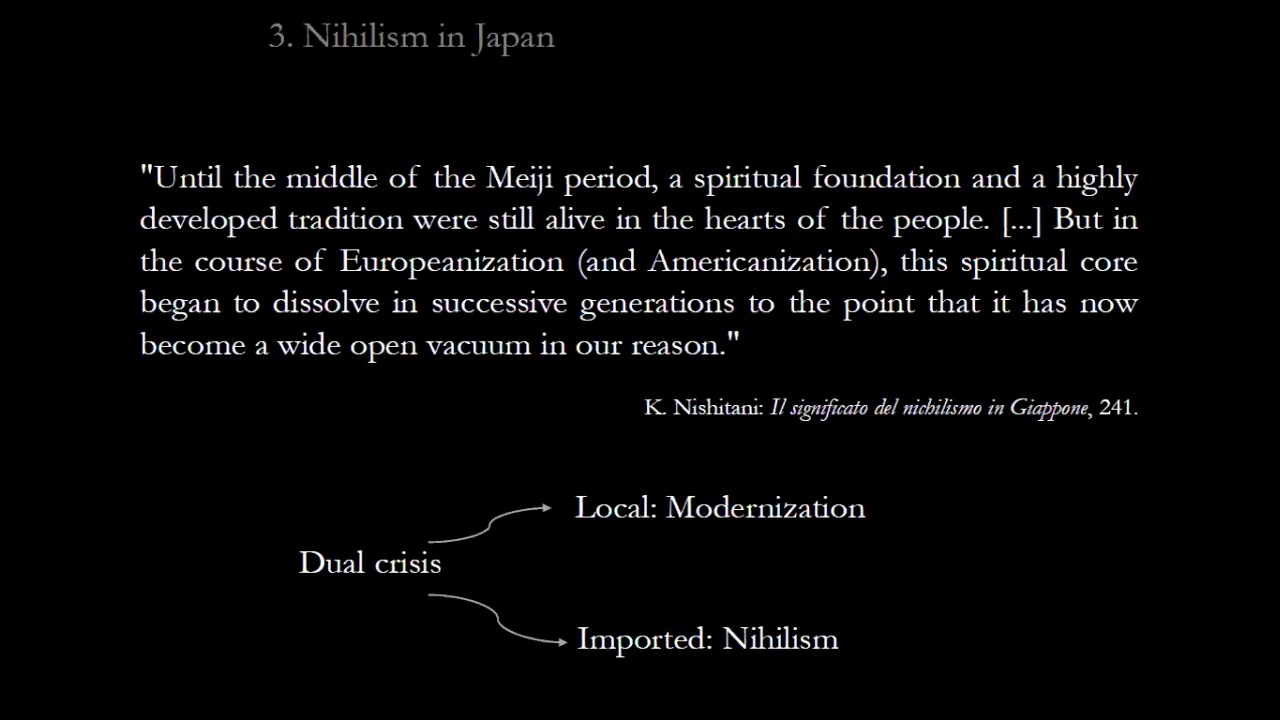 3. Nihilism in Japan
"Until the middle of the Meiji period, a spiritual foundation and a highly
developed tradition were still alive in the hearts of the people. [...] But in
the course of Europeanization (and Americanization), this spiritual core
began to dissolve in successive generations to the point that it has now
become a wide open vacuum in our reason."
K. Nishitani: Il significato del nichilismo in Giappone, 241.
Local: Modernization
Dual crisis
Imported: Nihilism